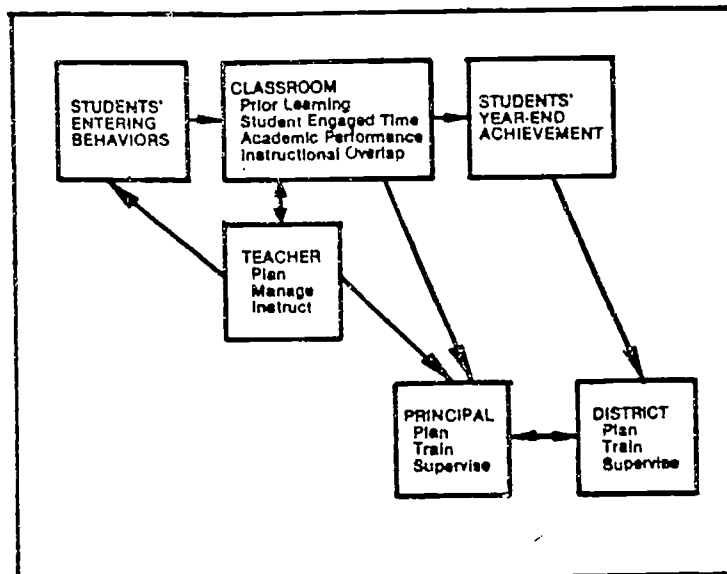 STUDENTS'
ENTERING
BEHAVIORS
CLASSROOM
Prior Learning
Student Engaged Time
Academic Performance
Instructional Overlap
STUDENTS'
YEAR-END
ACHIEVEMENT
TEACHER
Plan
Manage
Instruct
PRINCIPAL
Plan
Train
Supervise
DISTRICT
Plan
Train
Supervise